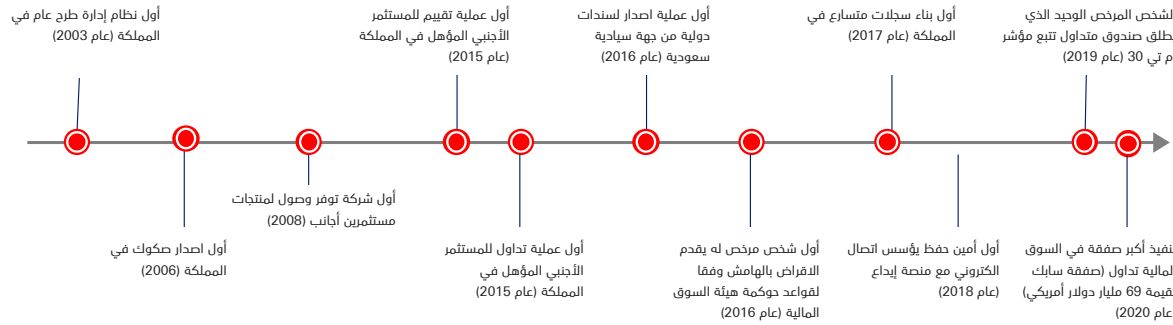 أول نظام إدارة طرح عام في
المملكة (عام 2003)
أول عملية تقييم للمستثمر
الأجنبي المؤهل في المملكة
(عام 2015)
أول عملية اصدار لسندات
دولية من جهة سيادية
سعودية (عام 2016)
أول بناء سجلات متسارع في
المملكة (عام 2017)
لشخص المرخص الوحيد الذي
طلق صندوق متداول تتبع مؤشر
م تي 30 (عام 2019)
أول اصدار صكوك في
المملكة (2006)
أول شركة توفر وصول لمنتجات
مستثمرين أجانب (2008)
أول عملية تداول للمستثمر
الأجنبي المؤهل في
المملكة (عام 2015)
أول شخص مرخص له يقدم
الاقراض بالهامش وفقا
لقواعد حوكمة هيئة السوق
المالية (عام 2016)
أول أمين حفظ يؤسس اتصال
الكتروني مع منصة إيداع
(عام 2018)
نفيذ أكبر صفقة في السوق
لمالية تداول (صفقة سابك
قيمة 69 مليار دولار أمريكي)
عام 2020)